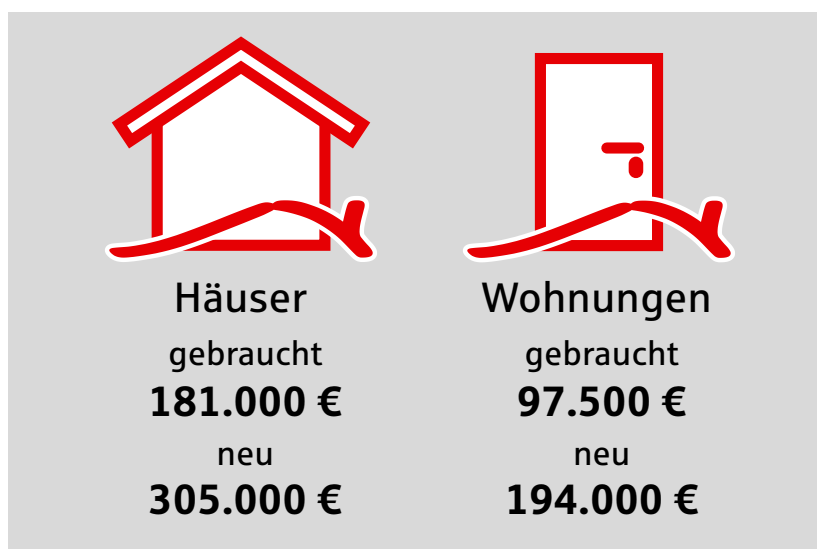 Häuser
gebraucht
181.000 €
neu
305.000 €
Wohnungen
gebraucht
97.500 €
neu
194.000 €